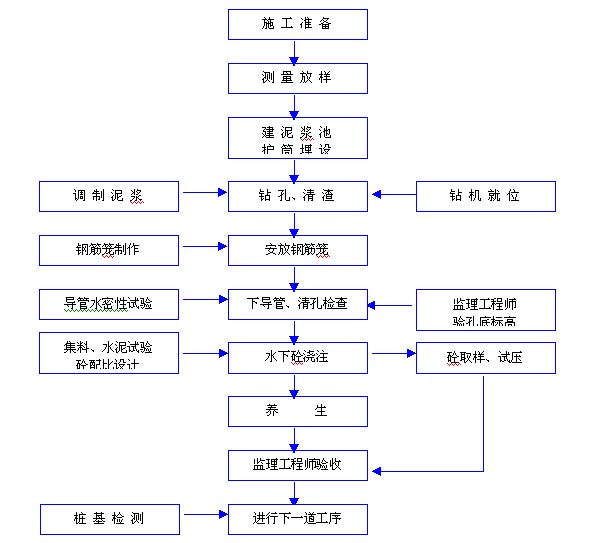 施 工 准 备
测 量 放 样
建 泥 浆 池
护 筒 埋 设
调 制 泥 浆
钻 孔、清 渣
钻 机 就 位
钢筋笼制作
安放钢筋笼
导管水密性试验
下导管、清孔检查
监理工程师
验孔底标高
集料、水泥试验
砼配比设计
水下砼浇注
砼取样、试压
养 生
监理工程师验收
桩 基 检 测
进行下一道工序